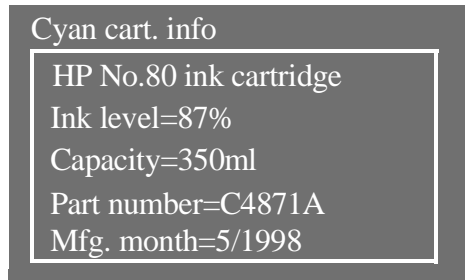 Cyan cart. info
HP No.80 ink cartridge
Ink level=87%
Capacity=350ml
Part number=C4871A
Mfg. month=5/1998